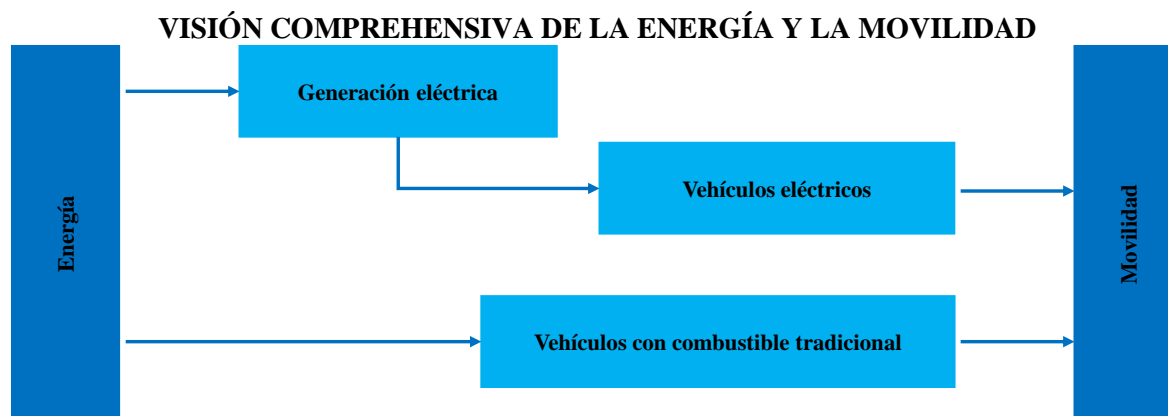 VISIÓN COMPREHENSIVA DE LA ENERGÍA Y LA MOVILIDAD
Generación eléctrica
Vehículos eléctricos
Energía
Movilidad
Vehículos con combustible tradicional